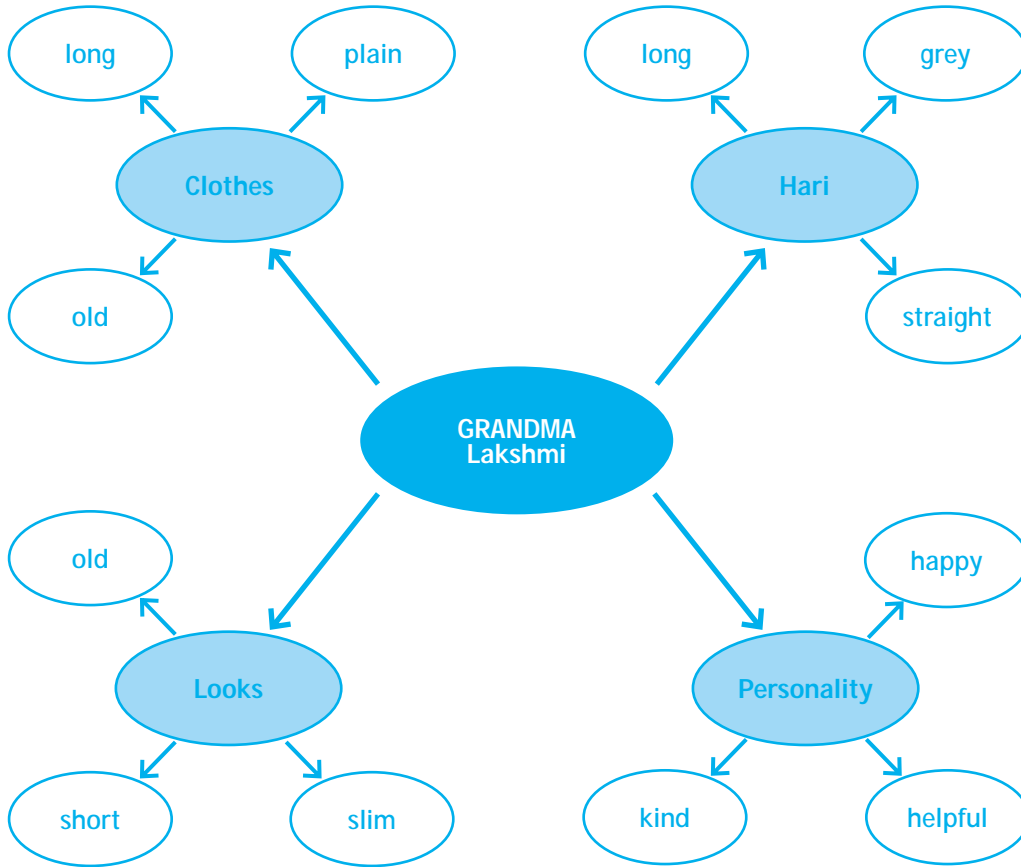 long
plain
long
grey
Clothes
Hari
old
straight
GRANDMA
Lakshmi
old
happy
Looks
Personality
short
slim
kind
helpful